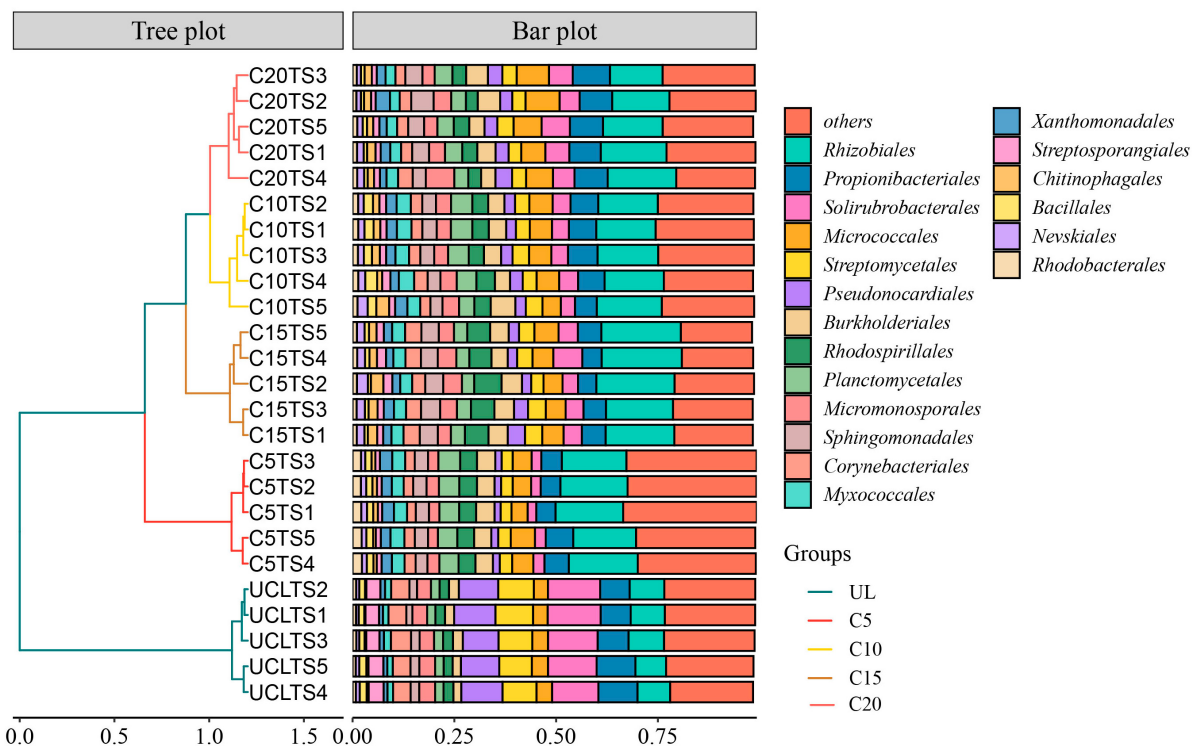 Tree plot
Bar plot
C20TS3
C20TS2
C20TS5
C20TS1
C20TS4
C10TS2
C10TS1
C10TS3
C10TS4
C10TS5
C15TS5
C15TS4
C15TS2
C15TS3
C15TS1
C5TS3
C5TS2
C5TS1
C5TS5
C5TS4
UCLTS2
UCLTS1
UCLTS3
UCLTS5
UCLTS4
0.0 0.5 1.0 1.5
0.00 0.25 0.50 0.75
others
Rhizobiales
Propionibacteriales
Solirubrobacterales
Micrococcales
Streptomycetales
Pseudonocardiales
Burkholderiales
Rhodospirillales
Planctomycetales
Micromonosporales
Sphingomonadales
Corynebacteriales
Myxococcales
Xanthomonadales
Streptosporangiales
Chitinophagales
Bacillales
Nevskiales
Rhodobacterales
Groups
UL
C5
C10
C15
C20